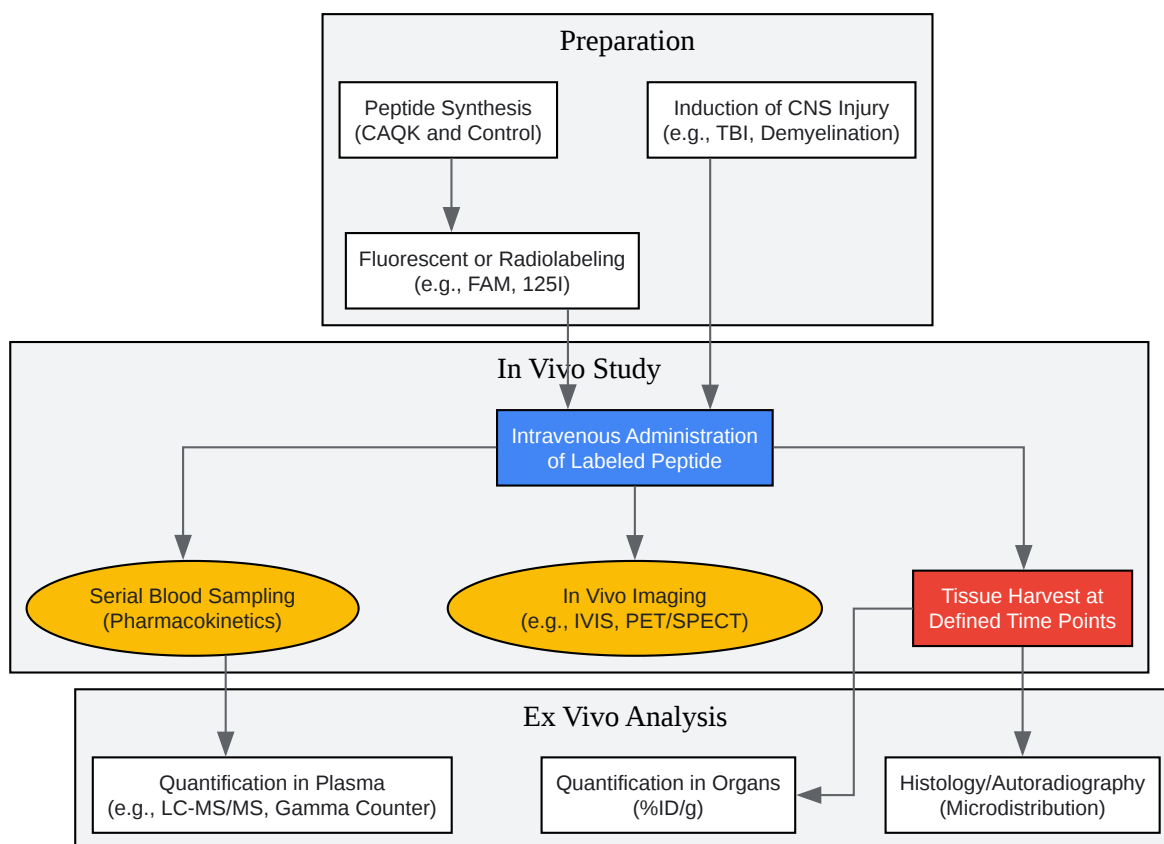 Preparation
Peptide Synthesis
(CAQK and Control)
Induction of CNS Injury
(e.g., TBI, Demyelination)
Fluorescent or Radiolabeling
(e.g., FAM, 125I)
In Vivo Study
Intravenous Administration
of Labeled Peptide
Serial Blood Sampling
(Pharmacokinetics)
In Vivo Imaging
(e.g., IVIS, PET/SPECT)
Tissue Harvest at
Defined Time Points
Ex Vivo Analysis
Quantification in Plasma
(e.g., LC-MS/MS, Gamma Counter)
Quantification in Organs
(%ID/g)
Histology/Autoradiography
(Microdistribution)